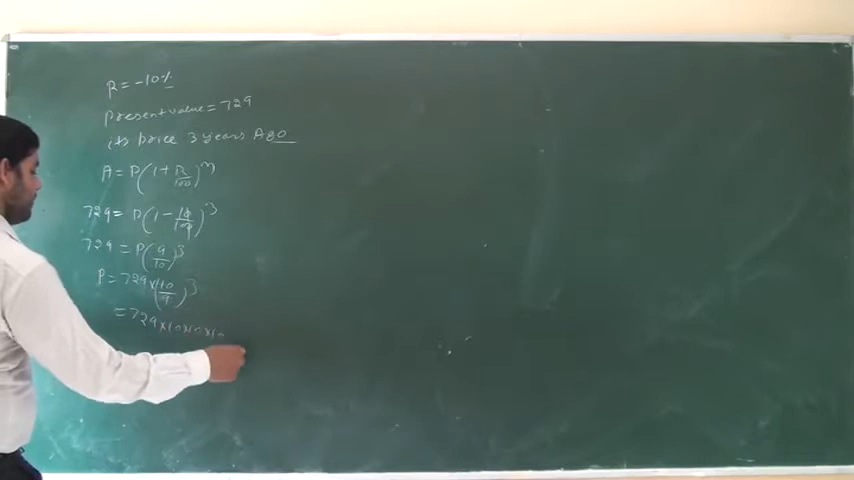 R = -10%
present value = 729
its price 3 years Ago
A = P(1 + R/100)^n
729 = P(1 - 10/100)^3
729 = P(9/10)^3
P = 729 × (10/9)^3
= 729 × 10 × 10 × 10